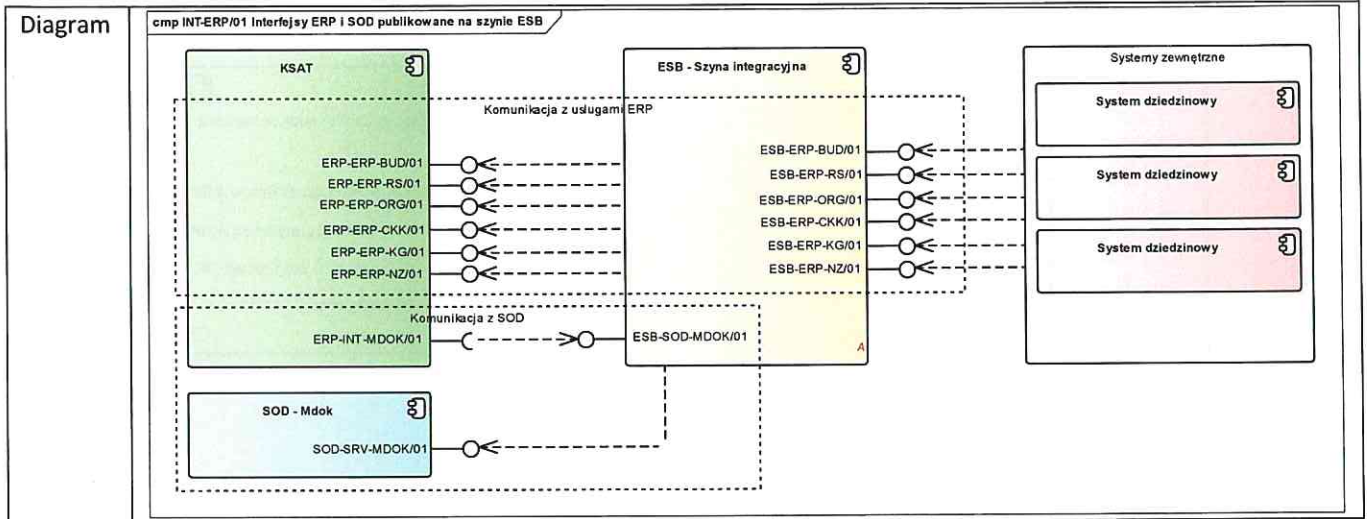 Diagram
cmp INT-ERP/01 Interfejsy ERP i SOD publikowane na szynie ESB
KSAT
ESB - Szyna integracyjna
Systemy zewnętrzne
System dziedzinowy
Komunikacja z usługami ERP
ERP-ERP-BUD/01
ERP-ERP-RS/01
ERP-ERP-ORG/01
ERP-ERP-CKK/01
ERP-ERP-KG/01
ERP-ERP-NZ/01
ESB-ERP-BUD/01
ESB-ERP-RS/01
ESB-ERP-ORG/01
ESB-ERP-CKK/01
ESB-ERP-KG/01
ESB-ERP-NZ/01
System dziedzinowy
System dziedzinowy
Komunikacja z SOD
ERP-INT-MDOK/01
ESB-SOD-MDOK/01
A
SOD - Mdok
SOD-SRV-MDOK/01